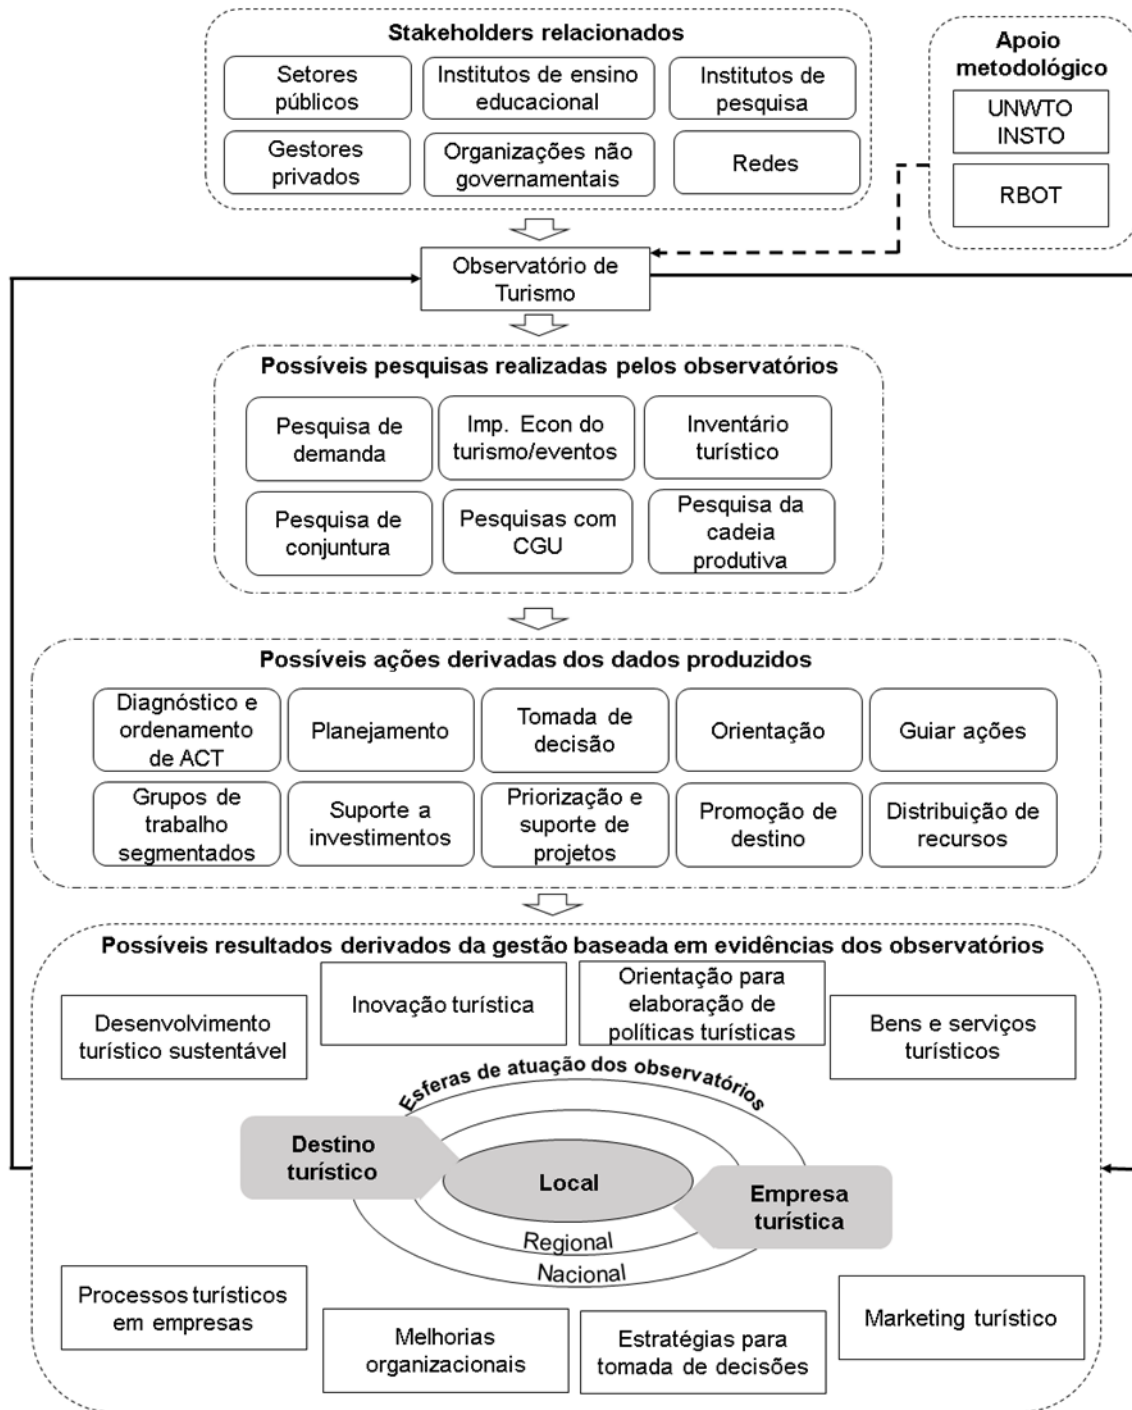 Stakeholders relacionados
Setores
públicos
Institutos de ensino
educacional
Institutos de
pesquisa
Gestores
privados
Organizações não
governamentais
Redes
Apoio
metodológico
UNWTO
INSTO
RBOT
Observatório de
Turismo
Possíveis pesquisas realizadas pelos observatórios
Pesquisa de
demanda
Imp. Econ do
turismo/eventos
Inventário
turístico
Pesquisa de
conjuntura
Pesquisas com
CGU
Pesquisa da
cadeia
produtiva
Possíveis ações derivadas dos dados produzidos
Diagnóstico e
ordenamento
de ACT
Planejamento
Tomada de
decisão
Orientação
Guiar ações
Grupos de
trabalho
segmentados
Suporte a
investimentos
Priorização e
suporte de
projetos
Promoção de
destino
Distribuição de
recursos
Possíveis resultados derivados da gestão baseada em evidências dos observatórios
Desenvolvimento
turístico sustentável
Inovação turística
Orientação para
elaboração de
políticas turísticas
Bens e serviços
turísticos
Esferas de atuação dos observatórios
Destino
turístico
Local
Empresa
turística
Regional
Nacional
Processos turísticos
em empresas
Melhorias
organizacionais
Estratégias para
tomada de decisões
Marketing turístico